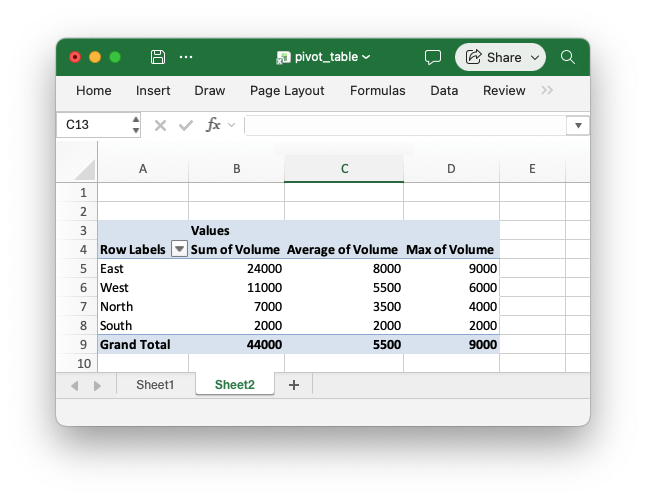 ··· pivot_table Share
Home Insert Draw Page Layout Formulas Data Review >>
C13 fx
A B C D E
1
2
3 Values
4 Row Labels Sum of Volume Average of Volume Max of Volume
5 East 24000 8000 9000
6 West 11000 5500 6000
7 North 7000 3500 4000
8 South 2000 2000 2000
9 Grand Total 44000 5500 9000
10
Sheet1 Sheet2 +